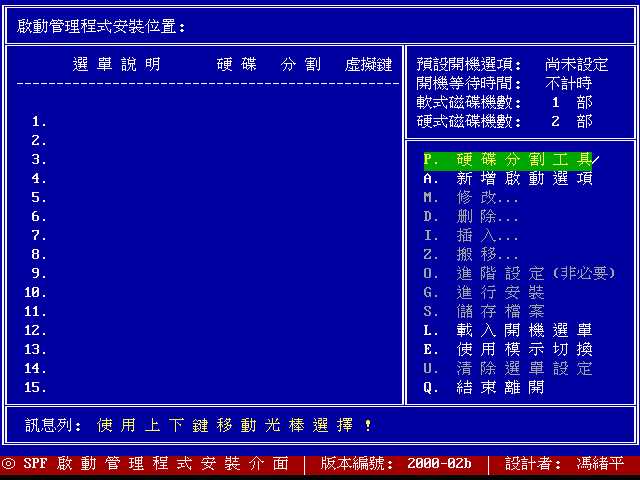 啟動管理程式安裝位置：
選單說明 硬碟 分割 虛擬鍵
1.
2.
3.
4.
5.
6.
7.
8.
9.
10.
11.
12.
13.
14.
15.
預設開機選項： 尚未設定
開機等待時間： 不計時
軟式磁碟機數： 1 部
硬式磁碟機數： 2 部
P. 硬碟分割工具
A. 新增啟動選項
M. 修改...
D. 刪除...
I. 插入...
Z. 搬移...
O. 進階設定(非必要)
G. 進行安裝
S. 儲存檔案
L. 載入開機選單
E. 使用模示切換
U. 清除選單設定
Q. 結束離開
訊息列： 使用上下鍵移動光棒選擇！
◎ SPF 啟動管理程式安裝介面 │ 版本編號： 2000-02b │ 設計者： 馮緒平